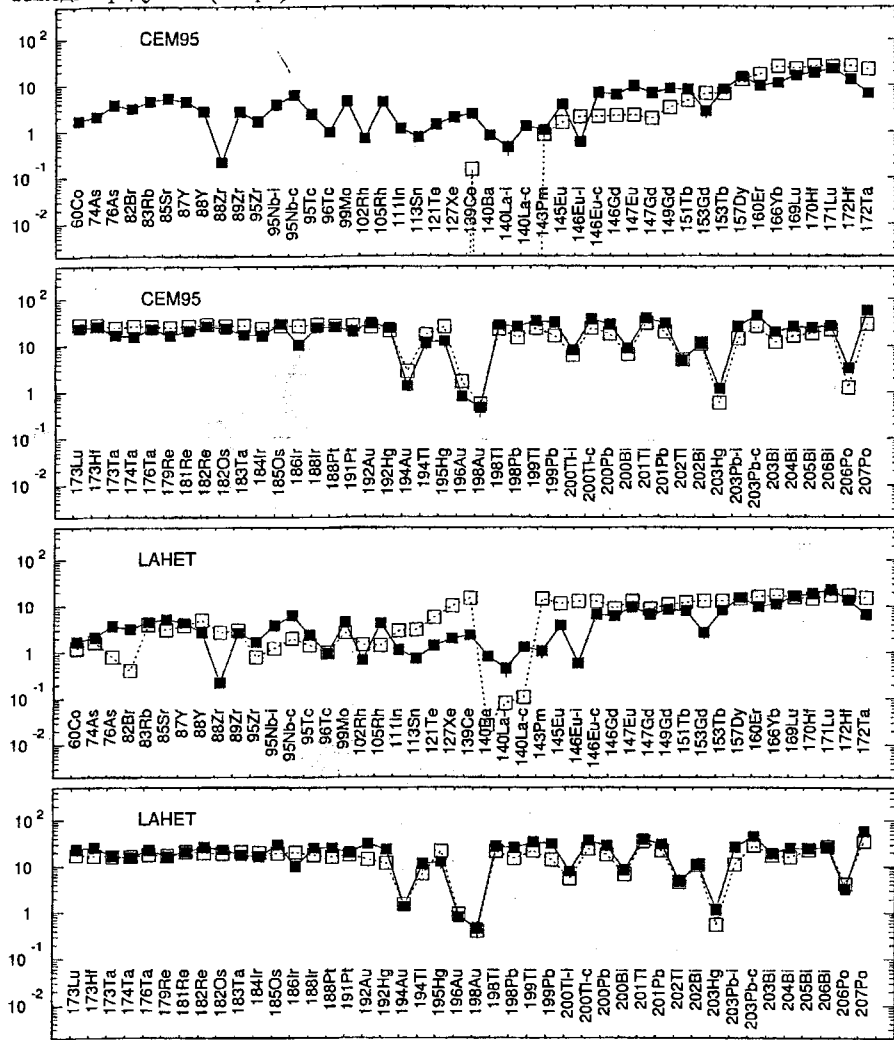 CEM95
10 2
10
1
10 -1
10 -2
60Co 74As 76As 82Br 83Rb 85Sr 87Y 88Y 88Zr 89Zr 95Zr 95Nb-i 95Nb-c 95Tc 96Tc 99Mo 102Rh 105Rh 111In 113Sn 121Te 127Xe 139Ce 140Ba 140La-i 140La-c 143Pm 145Eu 146Eu-i 146Eu-c 146Gd 147Eu 147Gd 149Gd 151Tb 153Gd 153Tb 157Dy 160Er 166Yb 169Lu 170Hf 171Lu 172Hf 172Ta
CEM95
10 2
10
1
10 -1
10 -2
173Lu 173Hf 173Ta 174Ta 176Ta 179Re 181Re 182Re 182Os 183Ta 184Ir 185Os 186Ir 188Ir 188Pt 191Pt 192Au 192Hg 194Au 194Tl 195Hg 196Au 198Au 198Tl 198Pb 199Tl 199Pb 200Tl-i 200Tl-c 200Pb 200Bi 201Tl 201Pb 202Tl 202Bi 203Hg 203Pb-i 203Pb-c 203Bi 204Bi 205Bi 206Bi 206Po 207Po
LAHET
10 2
10
1
10 -1
10 -2
60Co 74As 76As 82Br 83Rb 85Sr 87Y 88Y 88Zr 89Zr 95Zr 95Nb-i 95Nb-c 95Tc 96Tc 99Mo 102Rh 105Rh 111In 113Sn 121Te 127Xe 139Ce 140Ba 140La-i 140La-c 143Pm 145Eu 146Eu-i 146Eu-c 146Gd 147Eu 147Gd 149Gd 151Tb 153Gd 153Tb 157Dy 160Er 166Yb 169Lu 170Hf 171Lu 172Hf 172Ta
LAHET
10 2
10
1
10 -1
10 -2
173Lu 173Hf 173Ta 174Ta 176Ta 179Re 181Re 182Re 182Os 183Ta 184Ir 185Os 186Ir 188Ir 188Pt 191Pt 192Au 192Hg 194Au 194Tl 195Hg 196Au 198Au 198Tl 198Pb 199Tl 199Pb 200Tl-i 200Tl-c 200Pb 200Bi 201Tl 201Pb 202Tl 202Bi 203Hg 203Pb-i 203Pb-c 203Bi 204Bi 205Bi 206Bi 206Po 207Po